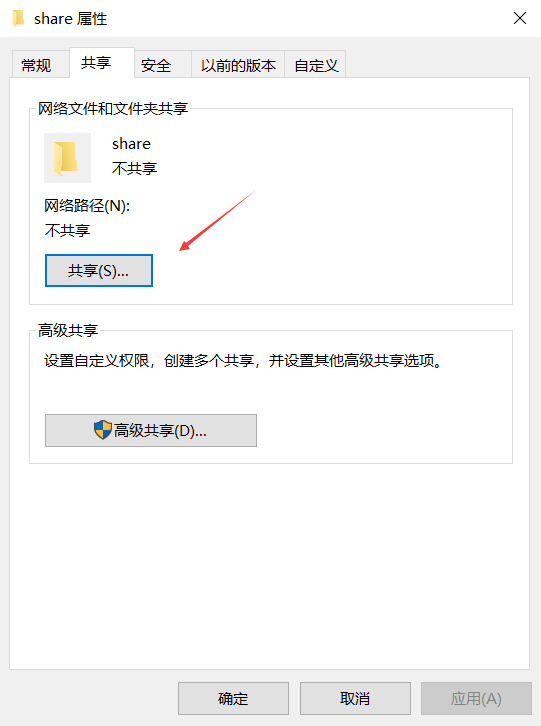 share 属性
常规 共享 安全 以前的版本 自定义
网络文件和文件夹共享
share
不共享
网络路径(N):
不共享
共享(S)...
高级共享
设置自定义权限，创建多个共享，并设置其他高级共享选项。
高级共享(D)...
确定 取消 应用(A)